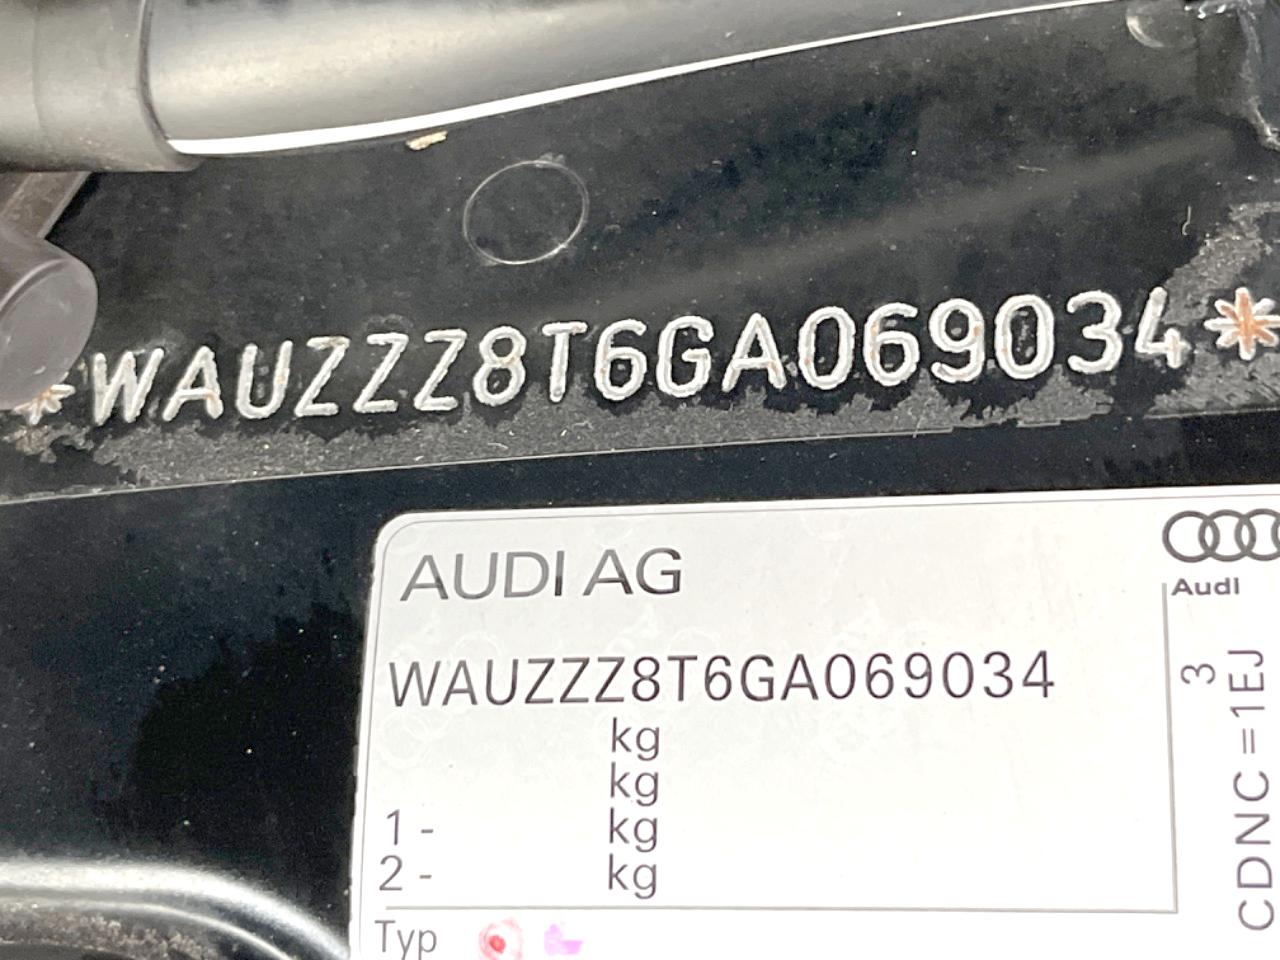 *WAUZZZ8T6GA069034*
AUDI AG
Audi
WAUZZZ8T6GA069034
kg
kg
1 - kg
2 - kg
Typ
3
CDNC = 1EJ